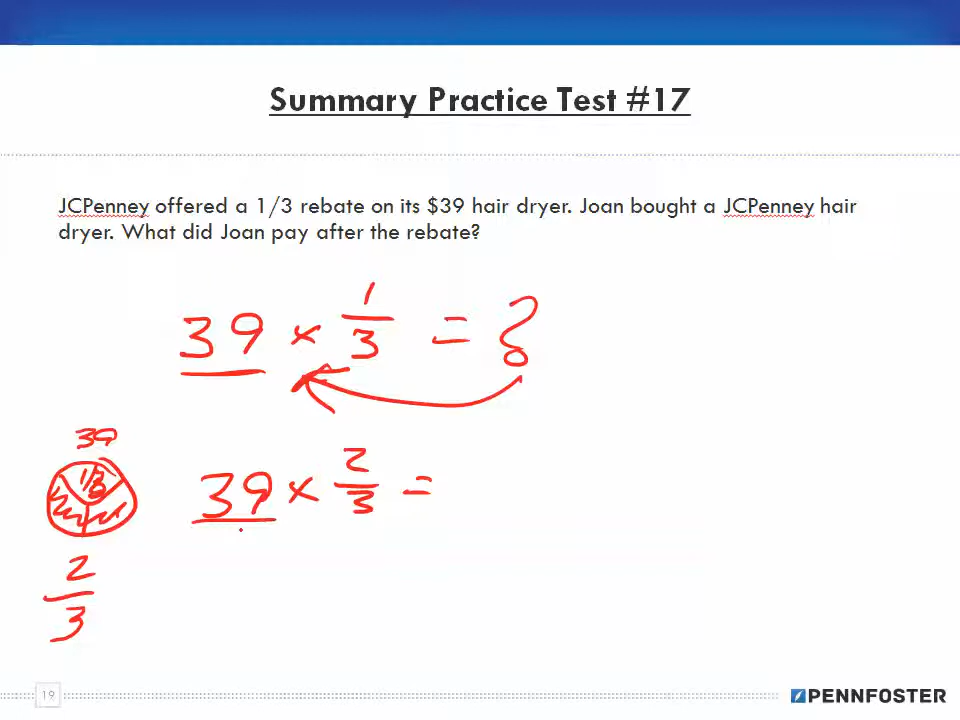 Summary Practice Test #17
JCPenney offered a 1/3 rebate on its $39 hair dryer. Joan bought a JCPenney hair
dryer. What did Joan pay after the rebate?
39 × 1/3 = ?
39
1/3
39 × 2/3 =
2/3
19
PENNFOSTER